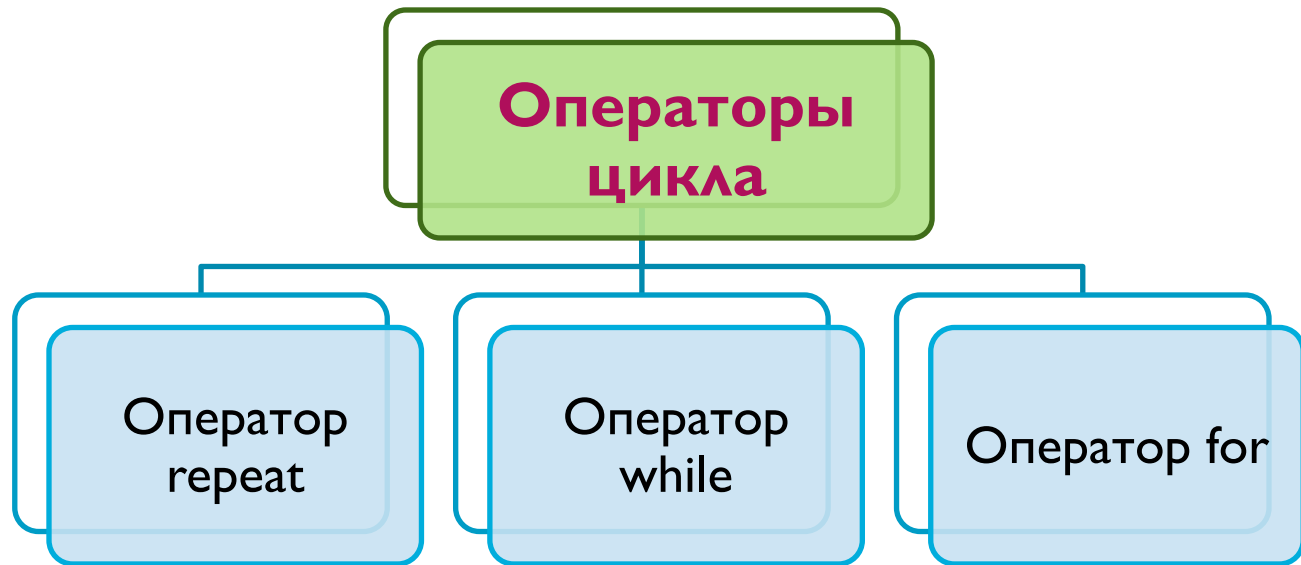 Операторы
цикла
Оператор
repeat
Оператор
while
Оператор for